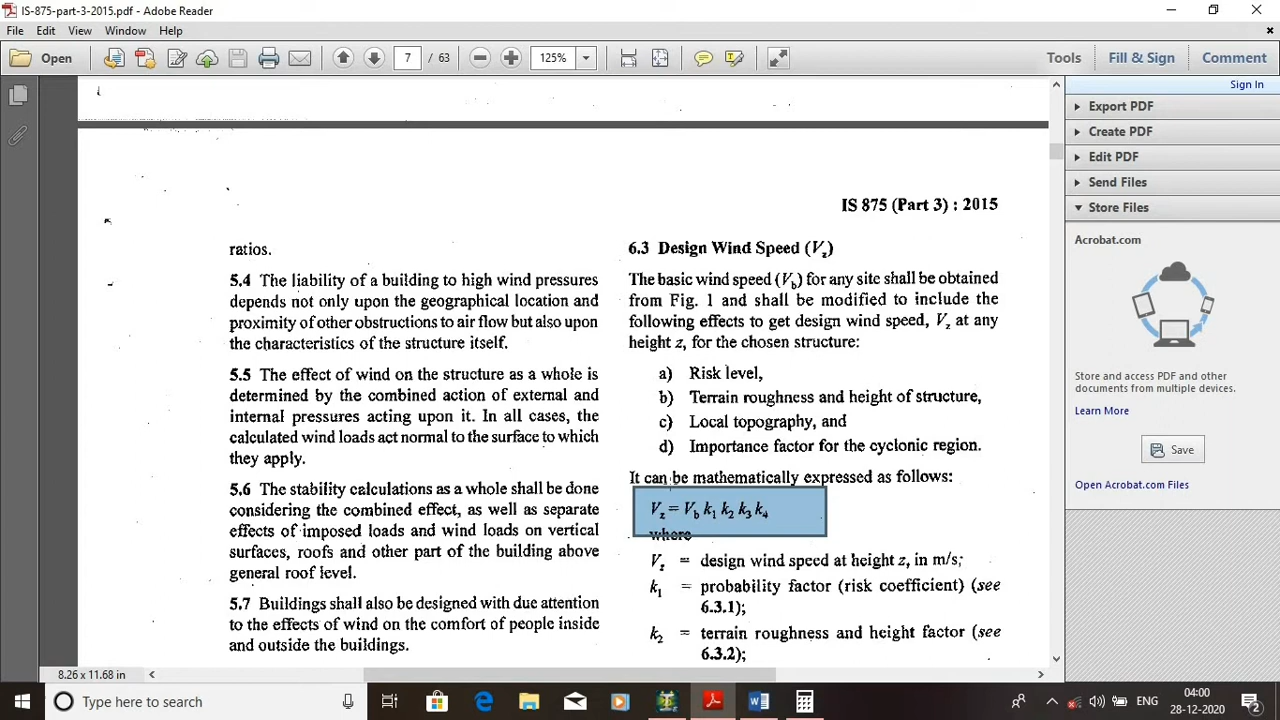 IS-875-part-3-2015.pdf - Adobe Reader
File Edit View Window Help
Open 7 / 63 125% Tools Fill & Sign Comment
Sign In
Export PDF
Create PDF
Edit PDF
Send Files
Store Files
Acrobat.com
Store and access PDF and other
documents from multiple devices.
Learn More
Save
Open Acrobat.com Files
IS 875 (Part 3) : 2015
ratios.
5.4 The liability of a building to high wind pressures
depends not only upon the geographical location and
proximity of other obstructions to air flow but also upon
the characteristics of the structure itself.
5.5 The effect of wind on the structure as a whole is
determined by the combined action of external and
internal pressures acting upon it. In all cases, the
calculated wind loads act normal to the surface to which
they apply.
5.6 The stability calculations as a whole shall be done
considering the combined effect, as well as separate
effects of imposed loads and wind loads on vertical
surfaces, roofs and other part of the building above
general roof level.
5.7 Buildings shall also be designed with due attention
to the effects of wind on the comfort of people inside
and outside the buildings.
6.3 Design Wind Speed (Vz)
The basic wind speed (Vb) for any site shall be obtained
from Fig. 1 and shall be modified to include the
following effects to get design wind speed, Vz at any
height z, for the chosen structure:
a) Risk level,
b) Terrain roughness and height of structure,
c) Local topography, and
d) Importance factor for the cyclonic region.
It can be mathematically expressed as follows:
Vz = Vb k1 k2 k3 k4
where
Vz = design wind speed at height z, in m/s;
k1 = probability factor (risk coefficient) (see
6.3.1);
k2 = terrain roughness and height factor (see
6.3.2);
8.26 x 11.68 in
Type here to search
ENG
04:00
28-12-2020
2